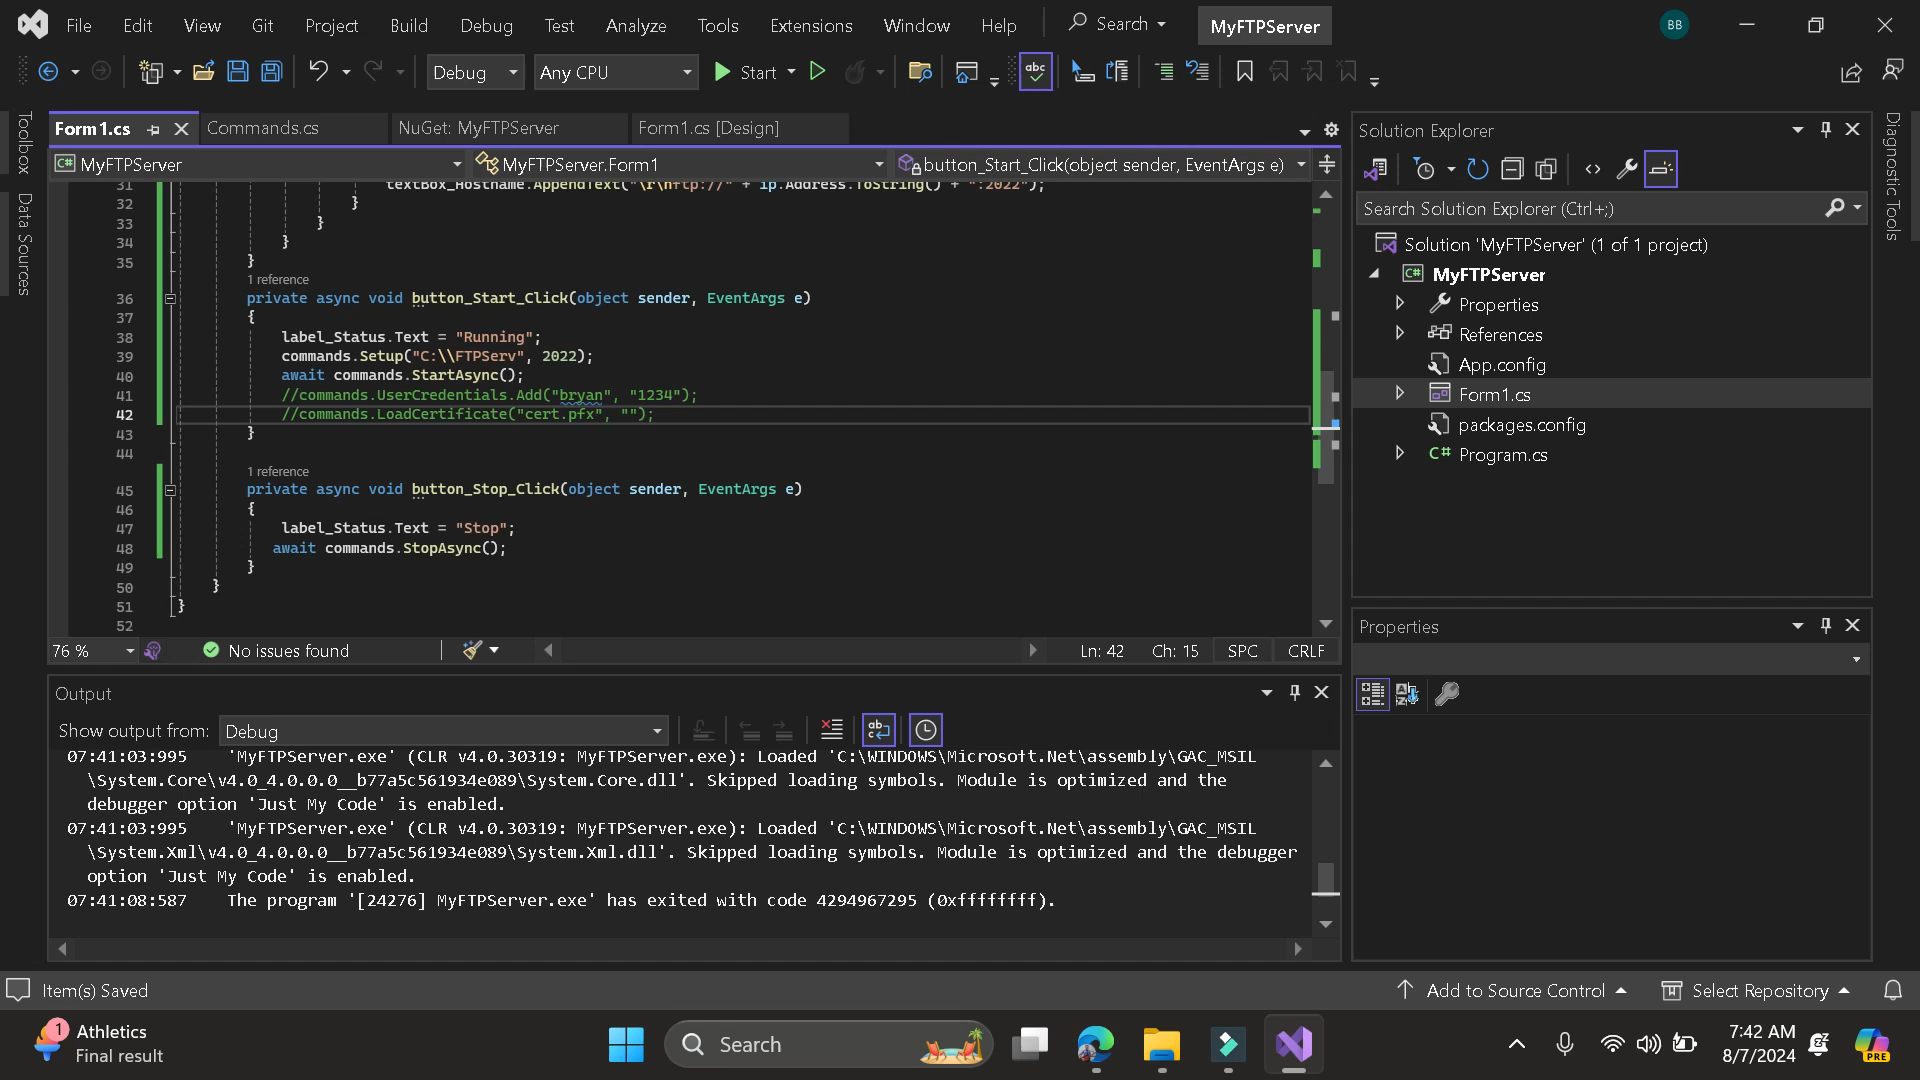 File Edit View Git Project Build Debug Test Analyze Tools Extensions Window Help Search MyFTPServer BB
Debug Any CPU Start abc
Toolbox
Data Sources
Form1.cs Commands.cs NuGet: MyFTPServer Form1.cs [Design]
C# MyFTPServer MyFTPServer.Form1 button_Start_Click(object sender, EventArgs e)
31 textBox_Hostname.AppendText("\r\nftp://" + ip.Address.ToString() + ":2022");
32 }
33 }
34 }
35 }
1 reference
36 private async void button_Start_Click(object sender, EventArgs e)
37 {
38 label_Status.Text = "Running";
39 commands.Setup("C:\\FTPServ", 2022);
40 await commands.StartAsync();
41 //commands.UserCredentials.Add("bryan", "1234");
42 //commands.LoadCertificate("cert.pfx", "");
43 }
44
1 reference
45 private async void button_Stop_Click(object sender, EventArgs e)
46 {
47 label_Status.Text = "Stop";
48 await commands.StopAsync();
49 }
50 }
51 }
52
76 % No issues found Ln: 42 Ch: 15 SPC CRLF
Output
Show output from: Debug
07:41:03:995 'MyFTPServer.exe' (CLR v4.0.30319: MyFTPServer.exe): Loaded 'C:\WINDOWS\Microsoft.Net\assembly\GAC_MSIL
\System.Core\v4.0_4.0.0.0__b77a5c561934e089\System.Core.dll'. Skipped loading symbols. Module is optimized and the
debugger option 'Just My Code' is enabled.
07:41:03:995 'MyFTPServer.exe' (CLR v4.0.30319: MyFTPServer.exe): Loaded 'C:\WINDOWS\Microsoft.Net\assembly\GAC_MSIL
\System.Xml\v4.0_4.0.0.0__b77a5c561934e089\System.Xml.dll'. Skipped loading symbols. Module is optimized and the debugger
option 'Just My Code' is enabled.
07:41:08:587 The program '[24276] MyFTPServer.exe' has exited with code 4294967295 (0xffffffff).
Solution Explorer
Search Solution Explorer (Ctrl+;)
Solution 'MyFTPServer' (1 of 1 project)
C# MyFTPServer
Properties
References
App.config
Form1.cs
packages.config
C# Program.cs
Diagnostic Tools
Properties
Item(s) Saved Add to Source Control Select Repository
1 Athletics
Final result
Search
7:42 AM
8/7/2024
PRE